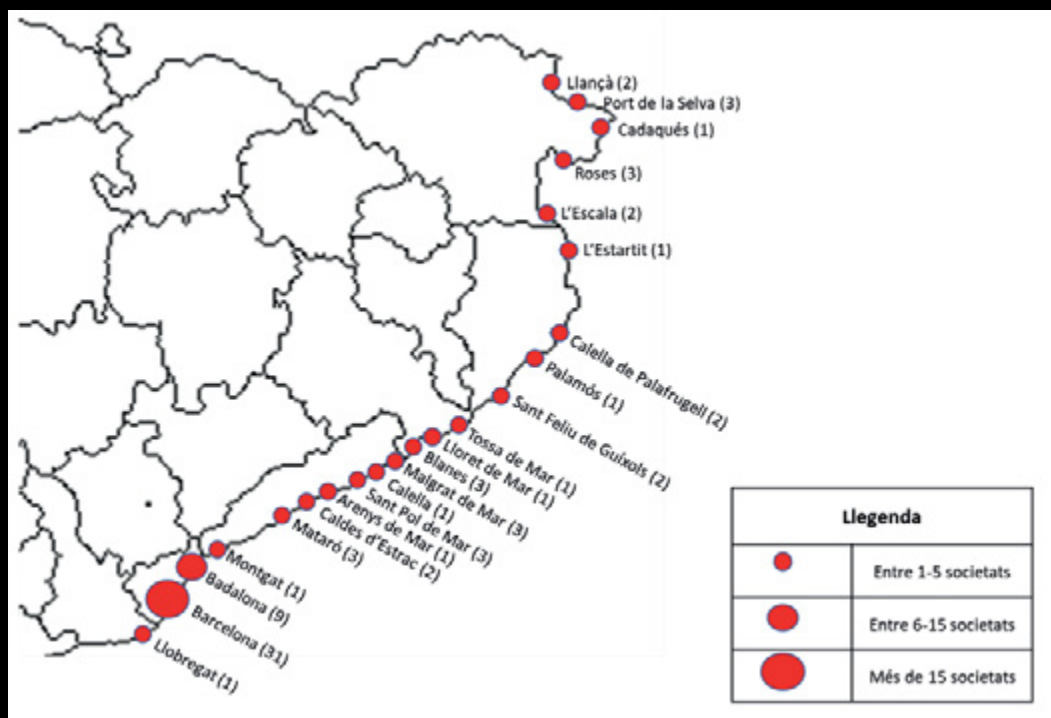 Llançà (2)
Port de la Selva (3)
Cadaqués (1)
Roses (3)
L'Escala (2)
L'Estartit (1)
Calella de Palafrugell (2)
Palamós (1)
Sant Feliu de Guíxols (2)
Tossa de Mar (1)
Lloret de Mar (1)
Blanes (3)
Malgrat de Mar (3)
Calella (1)
Sant Pol de Mar (3)
Arenys de Mar (1)
Caldes d'Estrac (2)
Mataró (3)
Montgat (1)
Badalona (9)
Barcelona (31)
Llobregat (1)
Llegenda
Entre 1-5 societats
Entre 6-15 societats
Més de 15 societats